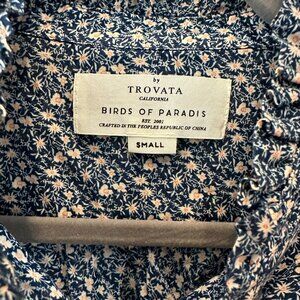 by
TROVATA
CALIFORNIA
BIRDS OF PARADIS
EST. 2001
CRAFTED IN THE PEOPLES REPUBLIC OF CHINA
SMALL